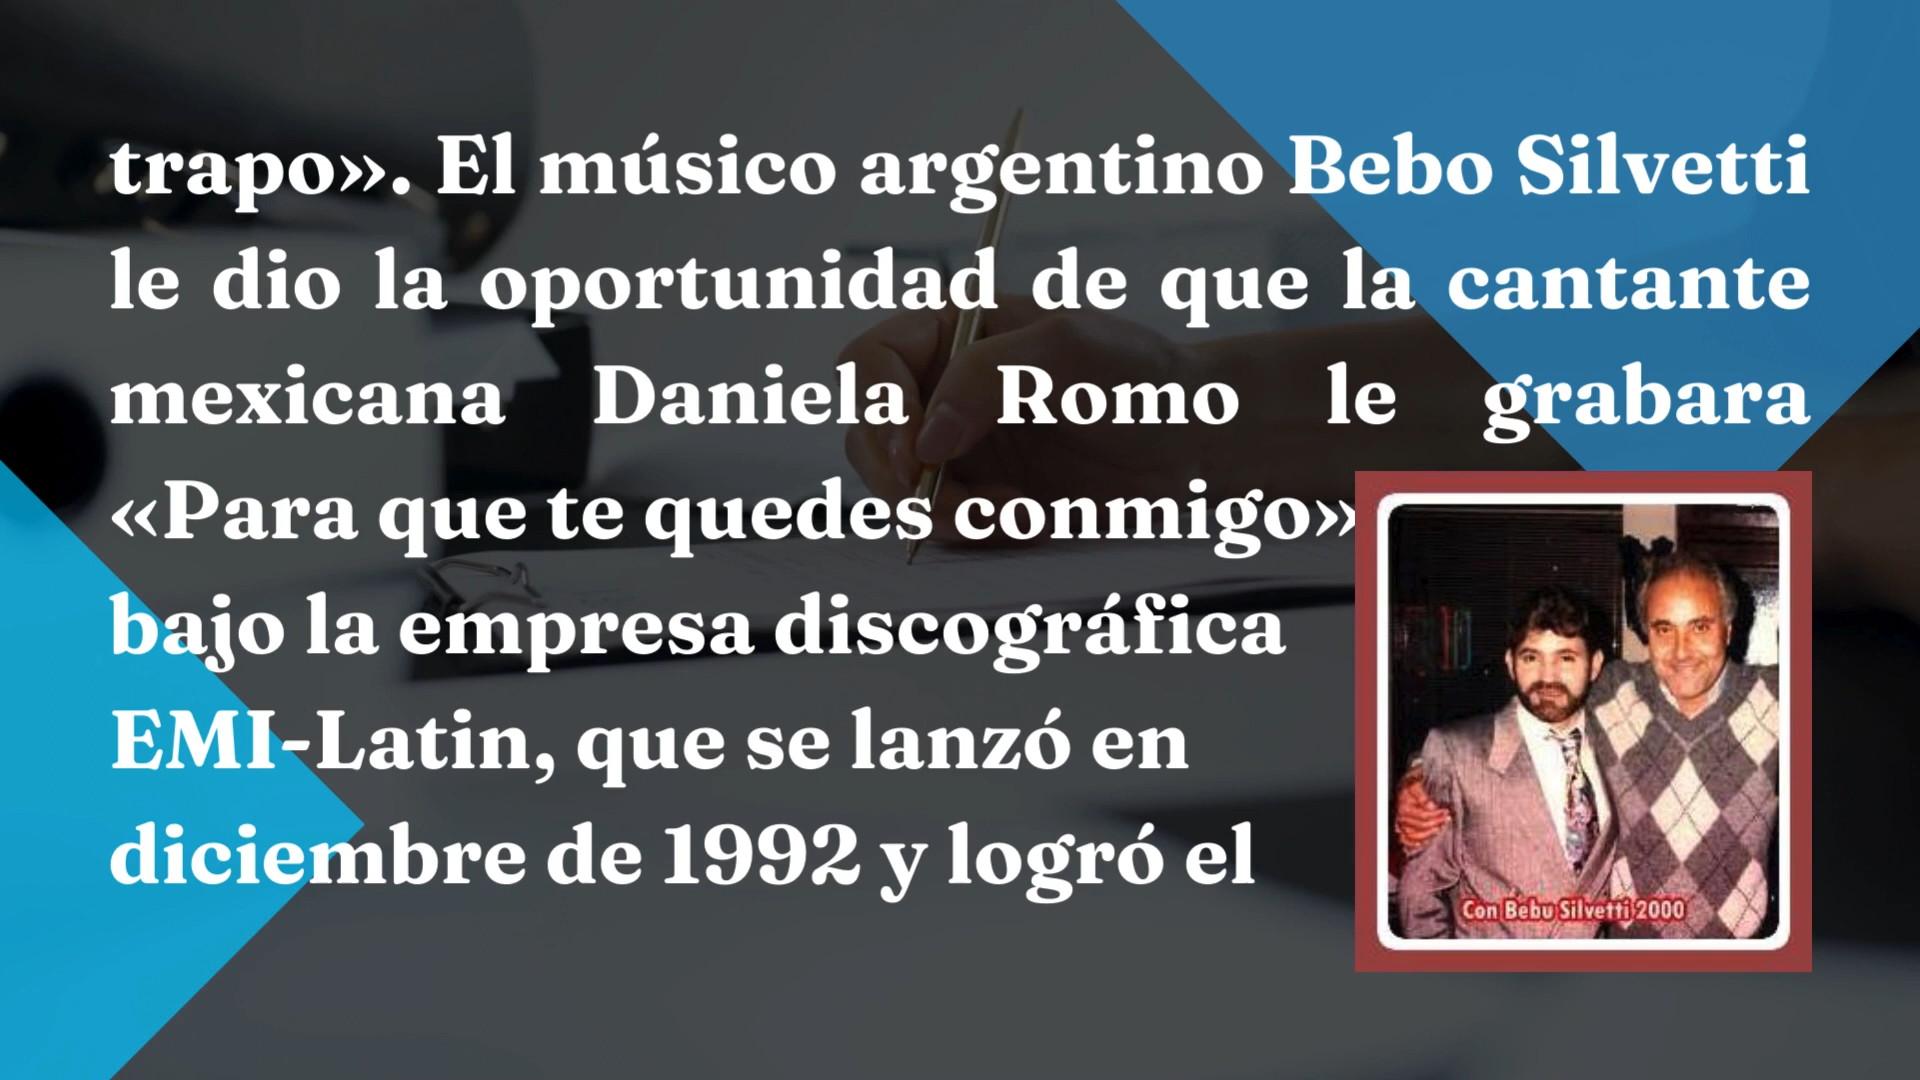 trapo». El músico argentino Bebo Silvetti
le dio la oportunidad de que la cantante
mexicana Daniela Romo le grabara
«Para que te quedes conmigo»
bajo la empresa discográfica
EMI-Latin, que se lanzó en
diciembre de 1992 y logró el
Con Bebu Silvetti 2000